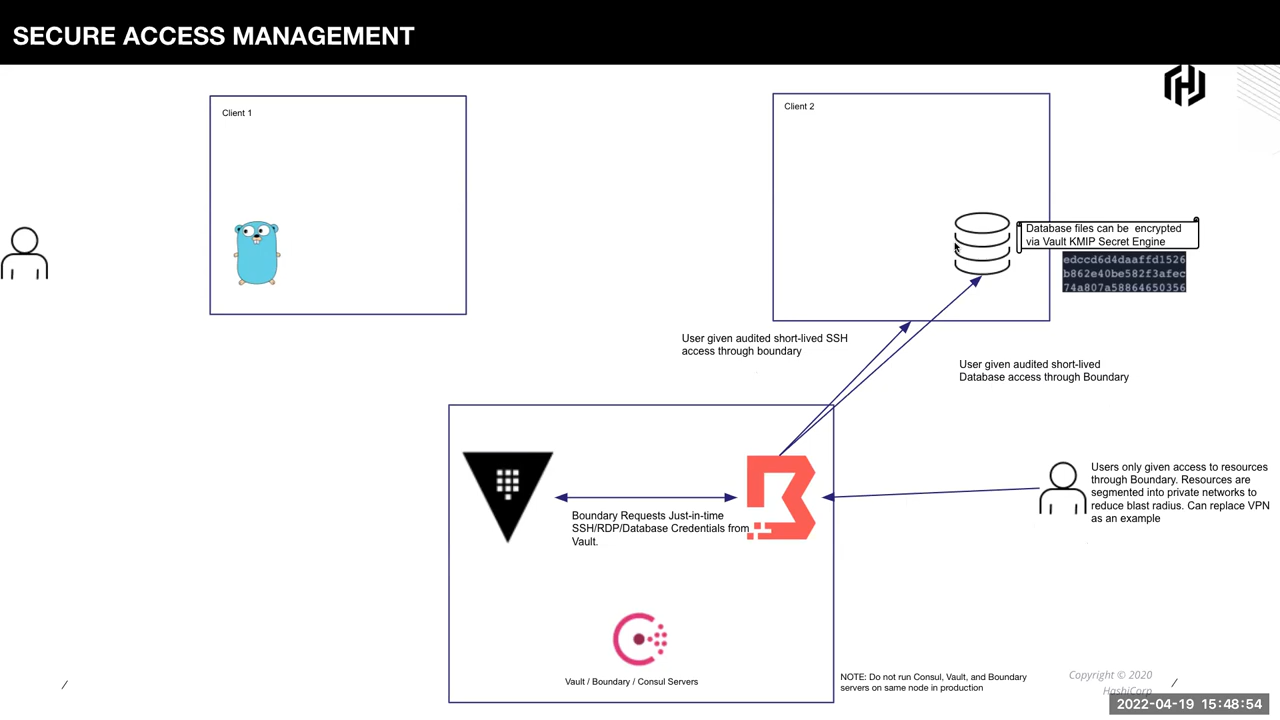 SECURE ACCESS MANAGEMENT
Client 1
Client 2
Database files can be encrypted
via Vault KMIP Secret Engine
edccd6d4daaffd1526
b862e40be582f3afec
74a807a58864650356
User given audited short-lived SSH
access through boundary
User given audited short-lived
Database access through Boundary
Users only given access to resources
through Boundary. Resources are
segmented into private networks to
reduce blast radius. Can replace VPN
as an example
Boundary Requests Just-in-time
SSH/RDP/Database Credentials from
Vault.
Vault / Boundary / Consul Servers
NOTE: Do not run Consul, Vault, and Boundary
servers on same node in production
/
Copyright © 2020
HashiCorp
/
2022-04-19 15:48:54